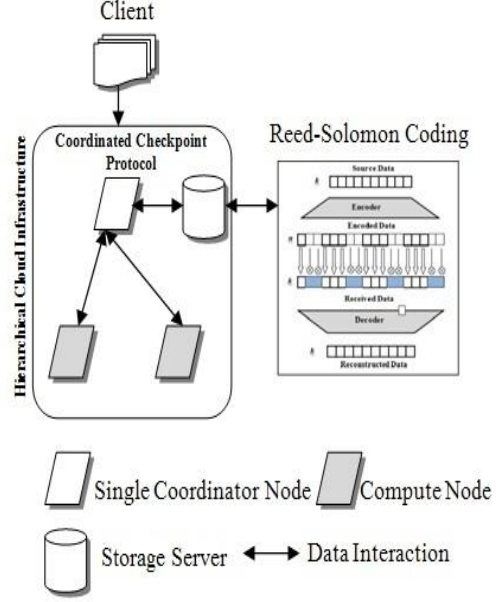 Client
Coordinated Checkpoint
Protocol
Hierarchical Cloud Infrastructure
Reed-Solomon Coding
Source Data
Encoder
Encoded Data
Received Data
Decoder
Reconstructed Data
Single Coordinator Node
Compute Node
Storage Server
Data Interaction